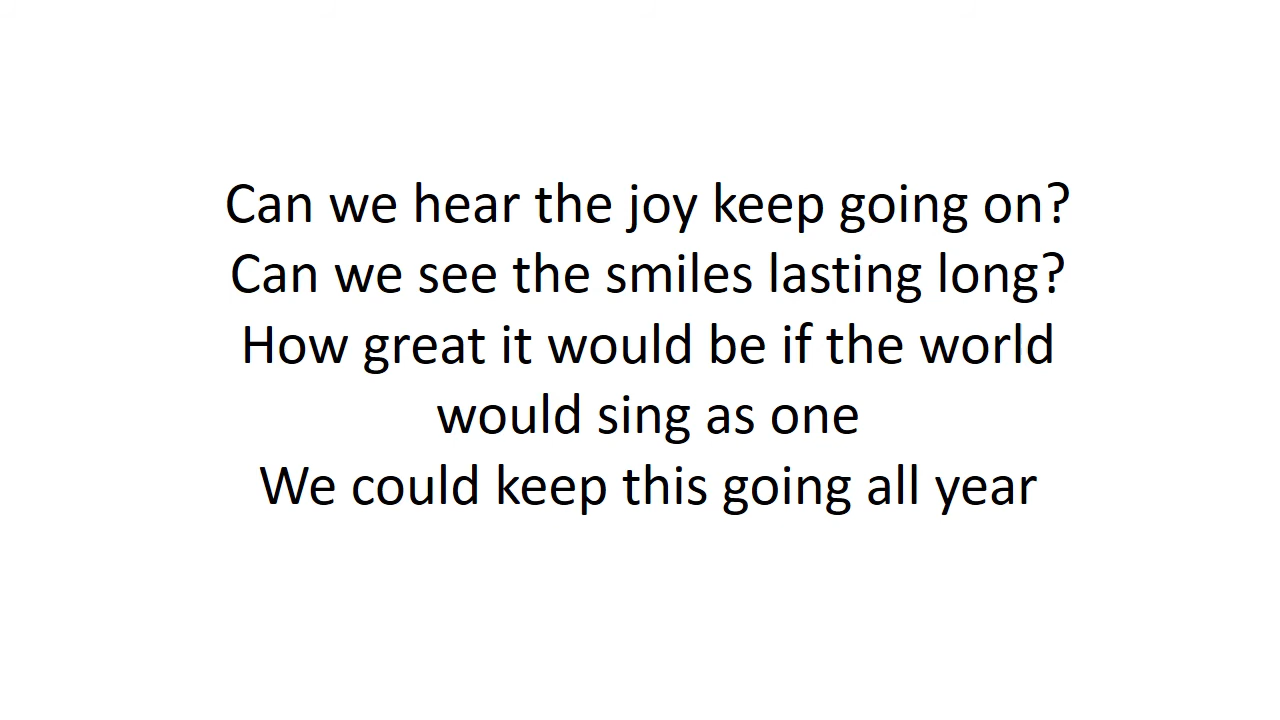 Can we hear the joy keep going on?
Can we see the smiles lasting long?
How great it would be if the world
would sing as one
We could keep this going all year